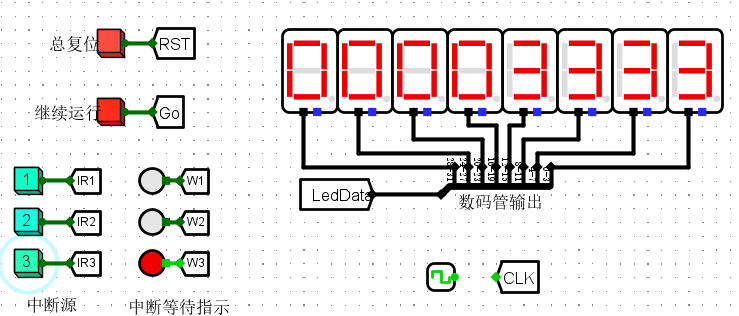 总复位 RST
00003333
继续运行 Go
1 IR1 W1
2 IR2 W2
3 IR3 W3
LedData
数码管输出
CLK
中断源 中断等待指示